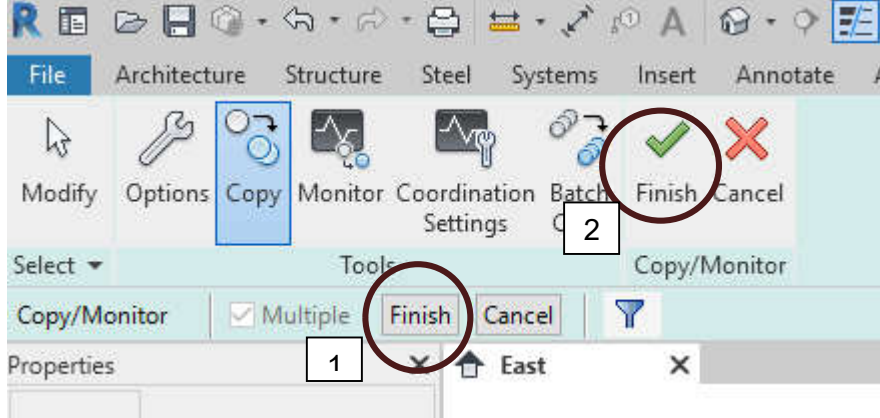 R
A
File Architecture Structure Steel Systems Insert Annotate
Modify Options Copy Monitor Coordination Settings Batch Finish Cancel
2
Select Tools Copy/Monitor
Copy/Monitor Multiple Finish Cancel
1
Properties East